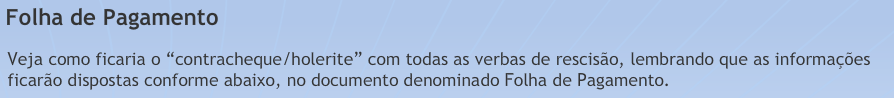 Folha de Pagamento
Veja como ficaria o “contracheque/holerite” com todas as verbas de rescisão, lembrando que as informações
ficarão dispostas conforme abaixo, no documento denominado Folha de Pagamento.